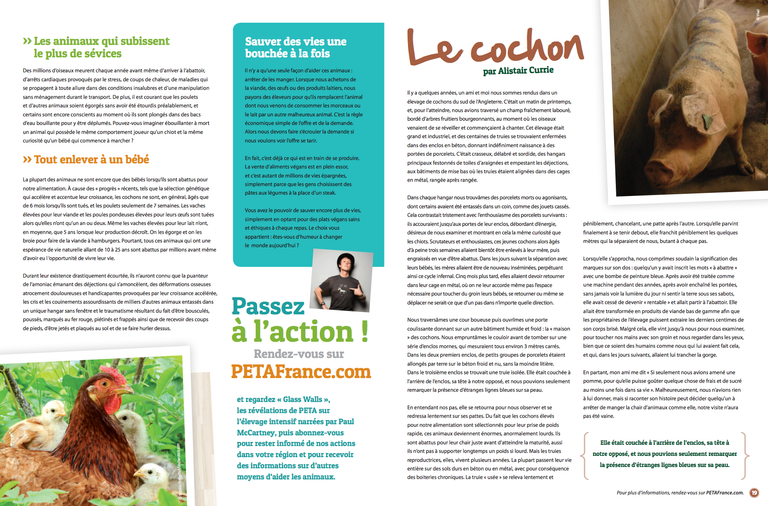 >> Les animaux qui subissent
le plus de sévices
Des millions d'oiseaux meurent chaque année avant même d'arriver à l'abattoir,
d'arrêts cardiaques provoqués par le stress, de coups de chaleur, de maladies qui
se propagent à toute allure dans des conditions insalubres et d'une manipulation
sans ménagement durant le transport. De plus, il est courant que les poulets
et d'autres animaux soient égorgés sans avoir été étourdis préalablement, et
certains sont encore conscients au moment où ils sont plongés dans des bacs
d'eau bouillante pour y être déplumés. Pouvez-vous imaginer ébouillanter à mort
un animal qui possède le même comportement joueur qu'un chiot et la même
curiosité qu'un bébé qui commence à marcher ?
>> Tout enlever à un bébé
La plupart des animaux ne sont encore que des bébés lorsqu'ils sont abattus pour
notre alimentation. À cause des « progrès » récents, tels que la sélection génétique
qui accélère et accentue leur croissance, les cochons ne sont, en général, âgés que
de 6 mois lorsqu'ils sont tués, et les poulets seulement de 7 semaines. Les vaches
élevées pour leur viande et les poules pondeuses élevées pour leurs œufs sont tuées
alors qu'elles n'ont qu'un an ou deux. Même les vaches élevées pour leur lait n'ont,
en moyenne, que 5 ans lorsque leur production décroît. On les égorge et on les
broie pour faire de la viande à hamburgers. Pourtant, tous ces animaux qui ont une
espérance de vie naturelle allant de 10 à 25 ans sont abattus par millions avant même
d'avoir eu l'opportunité de vivre leur vie.
Durant leur existence drastiquement écourtée, ils n'auront connu que la puanteur
de l'amoniac émanant des déjections qui s'amoncèlent, des déformations osseuses
atrocement douloureuses et handicapantes provoquées par leur croissance accélérée,
les cris et les couinements assourdissants de milliers d'autres animaux entassés dans
un unique hangar sans fenêtre et le traumatisme résultant du fait d'être bousculés,
poussés, marqués au fer rouge, piétinés et frappés ainsi que de recevoir des coups
de pieds, d'être jetés et plaqués au sol et de se faire hurler dessus.
Sauver des vies une
bouchée à la fois
Il n'y a qu'une seule façon d'aider ces animaux :
arrêter de les manger. Lorsque nous achetons de
la viande, des œufs ou des produits laitiers, nous
payons des éleveurs pour qu'ils remplacent l'animal
dont nous venons de consommer les morceaux ou
le lait par un autre malheureux animal. C'est la règle
économique simple de l'offre et de la demande.
Alors nous devons faire s'écrouler la demande si
nous voulons voir l'offre se tarir.
En fait, c'est déjà ce qui est en train de se produire.
La vente d'aliments végans est en plein essor,
et c'est autant de millions de vies épargnées,
simplement parce que les gens choisissent des
pâtes aux légumes à la place d'un steak.
Vous avez le pouvoir de sauver encore plus de vies,
simplement en optant pour des plats végans sains
et éthiques à chaque repas. Le choix vous
appartient : êtes-vous d'humeur à changer
le monde aujourd'hui ?
Passez
à l'action !
Rendez-vous sur
PETAFrance.com
et regardez « Glass Walls »,
les révélations de PETA sur
l'élevage intensif narrées par Paul
McCartney, puis abonnez-vous
pour rester informé de nos actions
dans votre région et pour recevoir
des informations sur d'autres
moyens d'aider les animaux.
Le cochon
par Alistair Currie
Il y a quelques années, un ami et moi nous sommes rendus dans un
élevage de cochons du sud de l'Angleterre. C'était un matin de printemps,
et, pour l'atteindre, nous avions traversé un champ fraîchement labouré,
bordé d'arbres fruitiers bourgeonnants, au moment où les oiseaux
venaient de se réveiller et commençaient à chanter. Cet élevage était
grand et industriel, et des centaines de truies se trouvaient enfermées
dans des enclos en béton, donnant indéfiniment naissance à des
portées de porcelets. C'était crasseux, délabré et sordide, des hangars
principaux foisonnés de toiles d'araignées et empestant les déjections,
aux bâtiments de mise bas où les truies étaient alignées dans des cages
en métal, rangée après rangée.
Dans chaque hangar nous trouvâmes des porcelets morts ou agonisants,
dont certains avaient été entassés dans un coin, comme des jouets cassés.
Cela contrastait tristement avec l'enthousiasme des porcelets survivants :
ils accouraient jusqu'aux portes de leur enclos, débordant d'énergie,
désireux de nous examiner et montrant en cela la même curiosité que
les chiots. Scrutateurs et enthousiastes, ces jeunes cochons alors âgés
d'à peine trois semaines allaient bientôt être enlevés à leur mère, puis
engraissés en vue d'être abattus. Dans les jours suivant la séparation avec
leurs bébés, les mères allaient être de nouveau inséminées, perpétuant
ainsi ce cycle infernal. Cinq mois plus tard, elles allaient devoir retourner
dans leur cage en métal, où on ne leur accorde même pas l'espace
nécessaire pour toucher du groin leurs bébés, se retourner ou même se
déplacer ne serait ce que d'un pas dans n'importe quelle direction.
Nous traversâmes une cour boueuse puis ouvrîmes une porte
coulissante donnant sur un autre bâtiment humide et froid : la « maison
» des cochons. Nous empruntâmes le couloir avant de tomber sur une
série d'enclos mornes, qui mesuraient tous environ 3 mètres carrés.
Dans les deux premiers enclos, de petits groupes de porcelets étaient
allongés par terre sur le béton froid et nu, sans la moindre litière.
Dans le troisième enclos se trouvait une truie isolée. Elle était couchée à
l'arrière de l'enclos, sa tête à notre opposé, et nous pouvions seulement
remarquer la présence d'étranges lignes bleues sur sa peau.
En entendant nos pas, elle se retourna pour nous observer et se
redressa lentement sur ses pattes. Du fait que les cochons élevés
pour notre alimentation sont sélectionnés pour leur prise de poids
rapide, ces animaux deviennent énormes, anormalement lourds. Ils
sont abattus pour leur chair juste avant d'atteindre la maturité, aussi
ils n'ont pas à supporter longtemps un poids si lourd. Mais les truies
reproductrices, elles, vivent plusieurs années. La plupart passent leur vie
entière sur des sols durs en béton ou en métal, avec pour conséquence
des boiteries chroniques. La truie « usée » se releva lentement et
péniblement, chancelant, une patte après l'autre. Lorsqu'elle parvint
finalement à se tenir debout, elle franchit péniblement les quelques
mètres qui la séparaient de nous, butant à chaque pas.
Lorsqu'elle s'approcha, nous comprîmes soudain la signification des
marques sur son dos : quelqu'un y avait inscrit les mots « à abattre »
avec une bombe de peinture bleue. Après avoir été traitée comme
une machine pendant des années, après avoir enchaîné les portées,
sans jamais voir la lumière du jour ni sentir la terre sous ses sabots,
elle avait cessé de devenir « rentable » et allait partir à l'abattoir. Elle
allait être transformée en produits de viande bas de gamme afin que
les propriétaires de l'élevage puissent extraire les derniers centimes de
son corps brisé. Malgré cela, elle vint jusqu'à nous pour nous examiner,
pour toucher nos mains avec son groin et nous regarder dans les yeux,
bien que ce soient des humains comme nous qui lui avaient fait cela,
et qui, dans les jours suivants, allaient lui trancher la gorge.
En partant, mon ami me dit « Si seulement nous avions amené une
pomme, pour qu'elle puisse goûter quelque chose de frais et de sucré
au moins une fois dans sa vie ». Malheureusement, nous n'avions rien
à lui donner, mais si raconter son histoire peut décider quelqu'un à
arrêter de manger la chair d'animaux comme elle, notre visite n'aura
pas été vaine.
Elle était couchée à l'arrière de l'enclos, sa tête à
notre opposé, et nous pouvions seulement remarquer
la présence d'étranges lignes bleues sur sa peau.
Pour plus d'informations, rendez-vous sur PETAFrance.com. 19